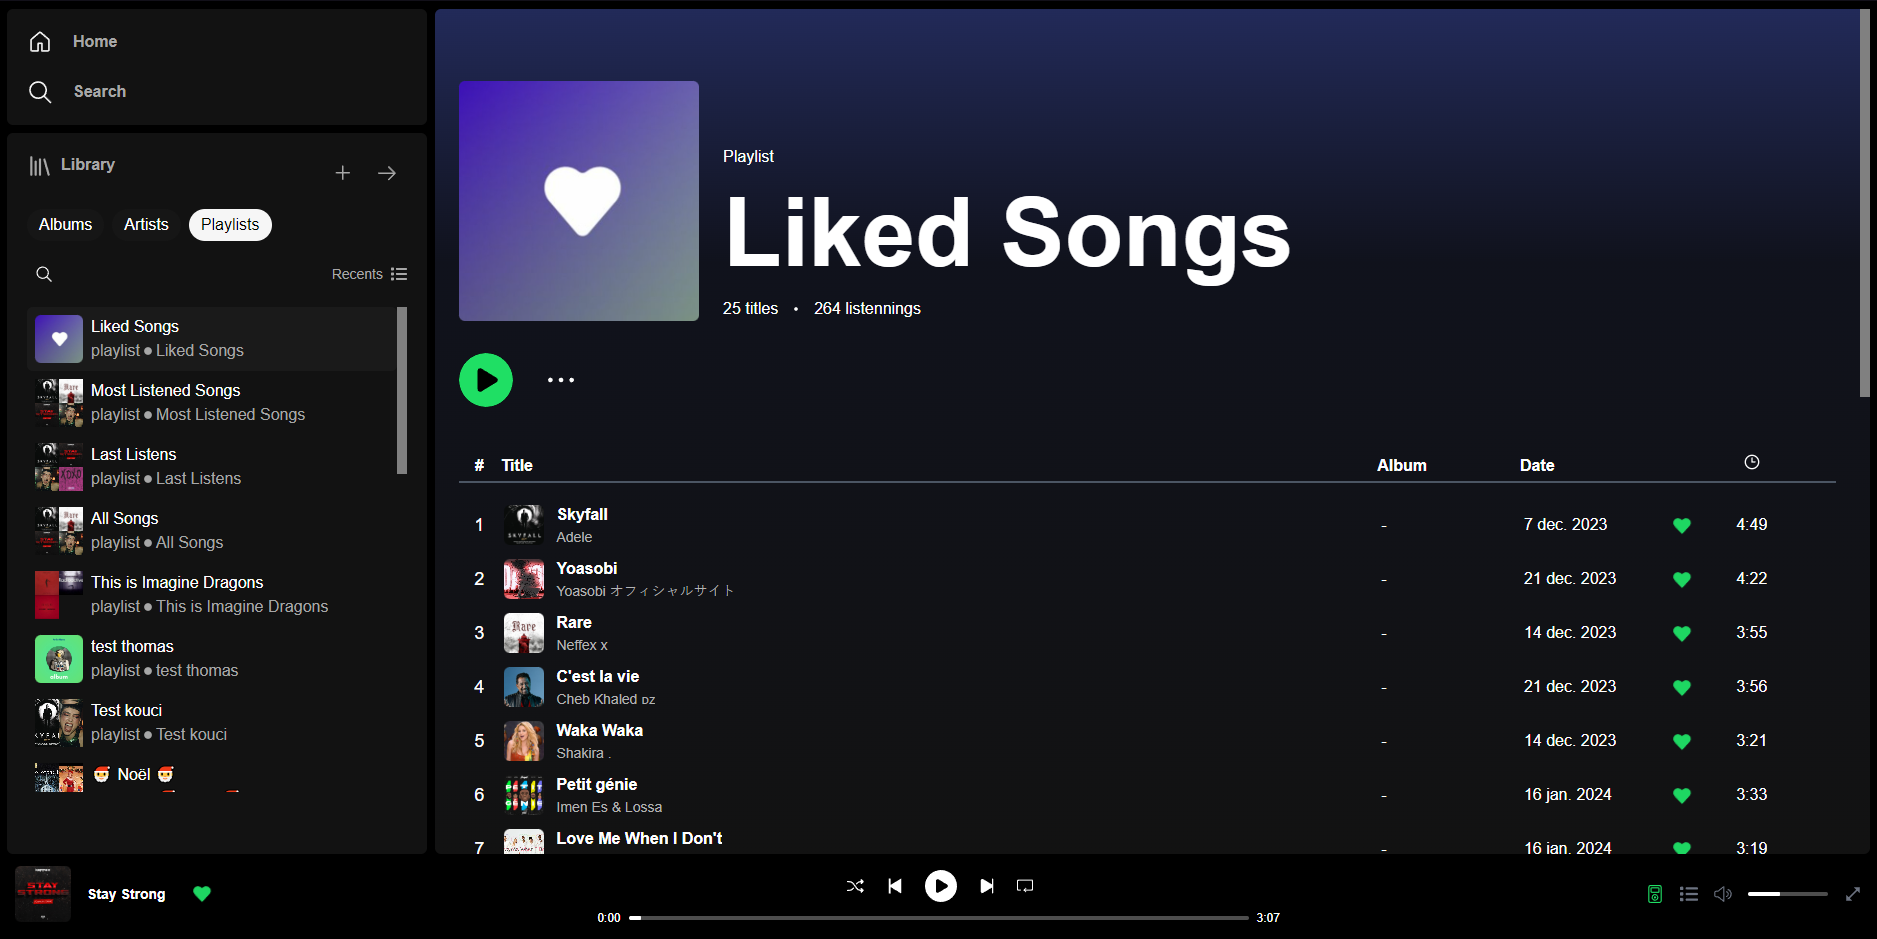 Home
Search
Library
Albums Artists Playlists
Recents
Liked Songs
playlist ● Liked Songs
Most Listened Songs
playlist ● Most Listened Songs
Last Listens
playlist ● Last Listens
All Songs
playlist ● All Songs
This is Imagine Dragons
playlist ● This is Imagine Dragons
test thomas
playlist ● test thomas
Test kouci
playlist ● Test kouci
🎅 Noël 🎅
Playlist
Liked Songs
25 titles • 264 listennings
# Title Album Date
1 Skyfall - 7 dec. 2023 4:49
Adele
2 Yoasobi - 21 dec. 2023 4:22
Yoasobi オフィシャルサイト
3 Rare - 14 dec. 2023 3:55
Neffex x
4 C'est la vie - 21 dec. 2023 3:56
Cheb Khaled DZ
5 Waka Waka - 14 dec. 2023 3:21
Shakira .
6 Petit génie - 16 jan. 2024 3:33
Imen Es & Lossa
7 Love Me When I Don't - 16 jan. 2024 3:19
STAY
STRONG
Stay Strong
0:00 3:07